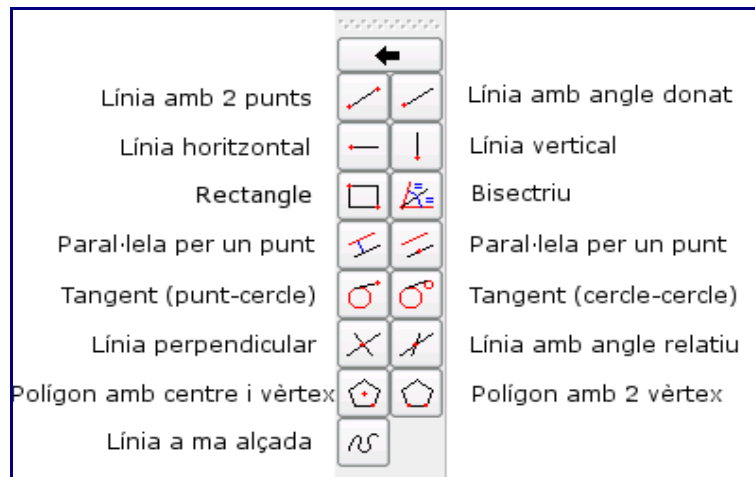 Línia amb 2 punts
Línia amb angle donat
Línia horitzontal
Línia vertical
Rectangle
Bisectriu
Paral·lela per un punt
Paral·lela per un punt
Tangent (punt-cercle)
Tangent (cercle-cercle)
Línia perpendicular
Línia amb angle relatiu
Polígon amb centre i vèrtex
Polígon amb 2 vèrtex
Línia a ma alçada